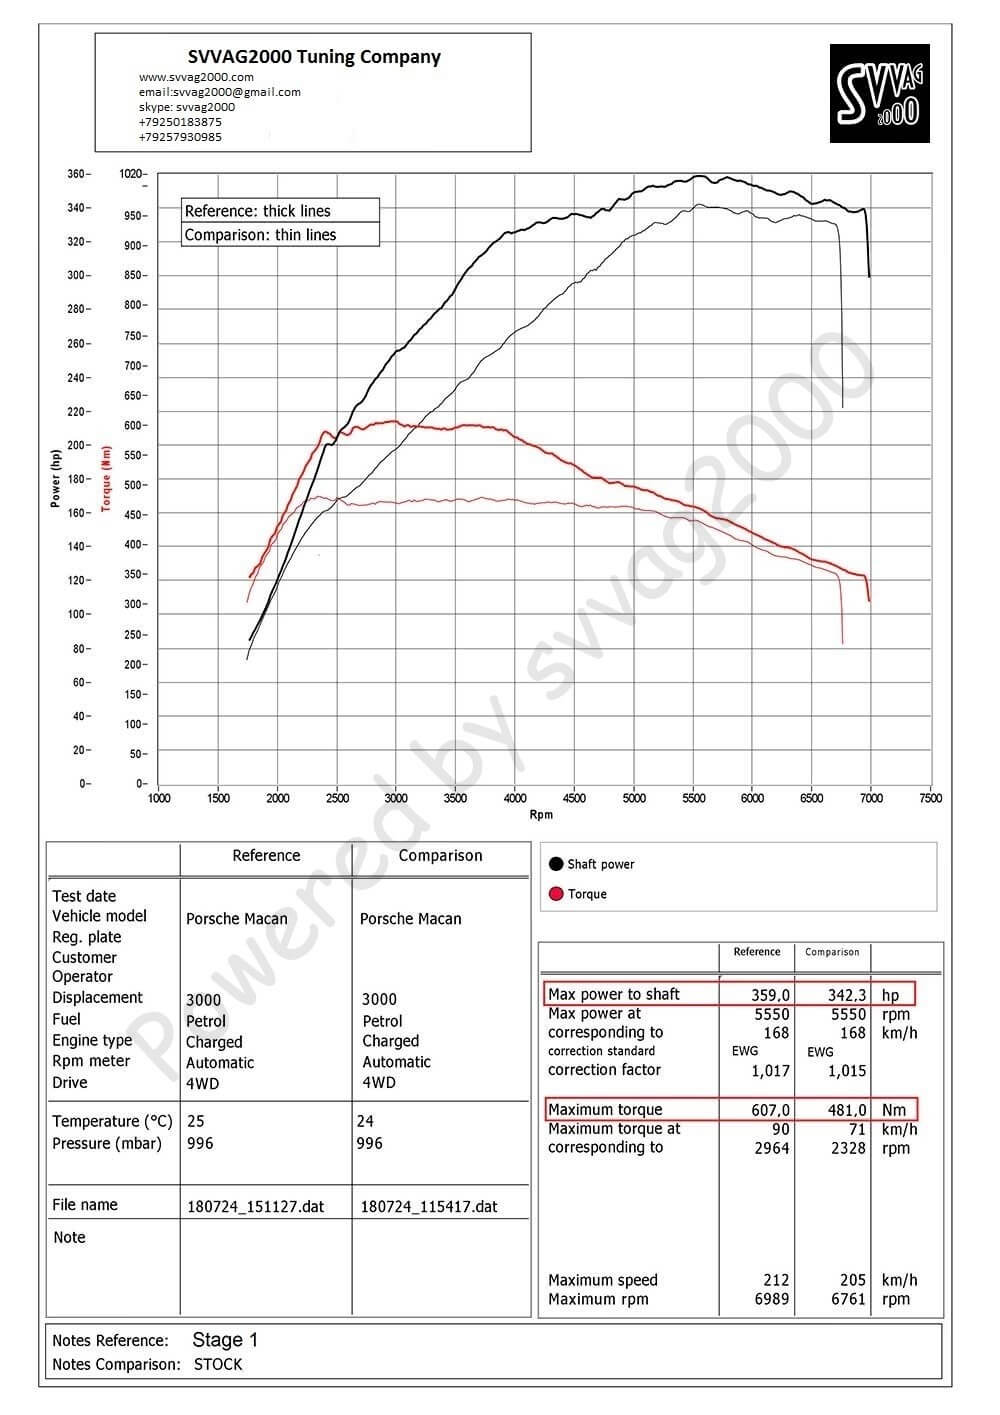 SVVAG2000 Tuning Company
www.svvag2000.com
email:svvag2000@gmail.com
skype: svvag2000
+79250183875
+79257930985
SVVAG
2000
Reference: thick lines
Comparison: thin lines
Power (hp)
360-
340-
320-
300-
280-
260-
240-
220-
200-
180-
160-
140-
120-
100-
80-
60-
40-
20-
0-
Torque (Nm)
1020-
950-
900-
850-
800-
750-
700-
650-
600-
550-
500-
450-
400-
350-
300-
250-
200-
150-
100-
50-
0-
1000 1500 2000 2500 3000 3500 4000 4500 5000 5500 6000 6500 7000 7500
Rpm
Powered by svvag2000
Reference Comparison
Test date
Vehicle model Porsche Macan Porsche Macan
Reg. plate
Customer
Operator
Displacement 3000 3000
Fuel Petrol Petrol
Engine type Charged Charged
Rpm meter Automatic Automatic
Drive 4WD 4WD
Temperature (°C) 25 24
Pressure (mbar) 996 996
File name 180724_151127.dat 180724_115417.dat
Note
Shaft power
Torque
Reference Comparison
Max power to shaft 359,0 342,3 hp
Max power at 5550 5550 rpm
corresponding to 168 168 km/h
correction standard EWG EWG
correction factor 1,017 1,015
Maximum torque 607,0 481,0 Nm
Maximum torque at 90 71 km/h
corresponding to 2964 2328 rpm
Maximum speed 212 205 km/h
Maximum rpm 6989 6761 rpm
Notes Reference: Stage 1
Notes Comparison: STOCK